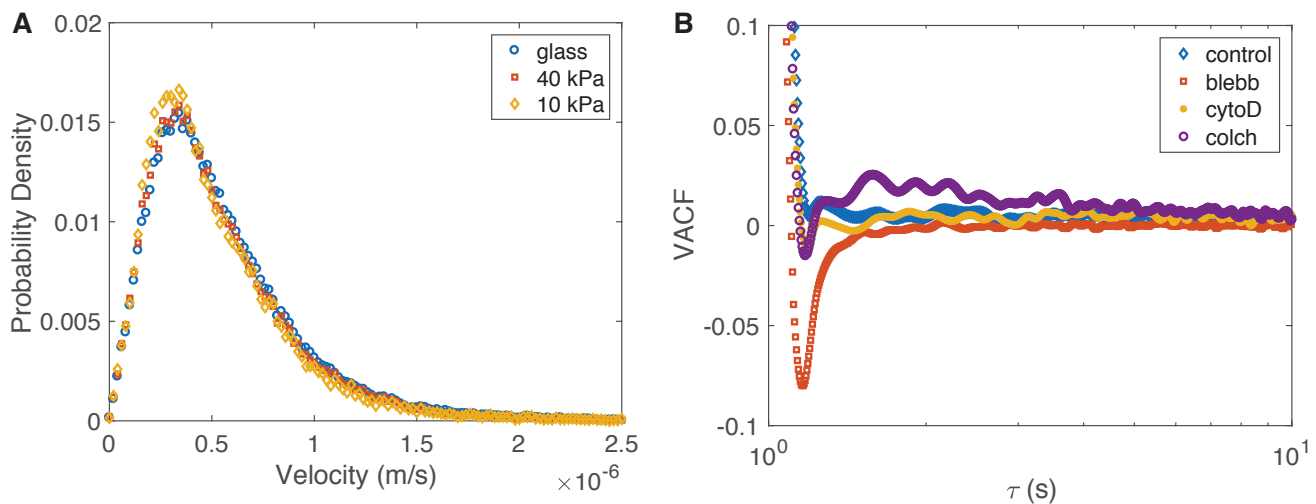 A
0.02
0.015
0.01
0.005
0
Probability Density
glass
40 kPa
10 kPa
0
0.5
1
1.5
2
2.5
Velocity (m/s)
×10⁻⁶
B
0.1
0.05
0
-0.05
-0.1
VACF
control
blebb
cytoD
colch
10⁰
10¹
τ (s)